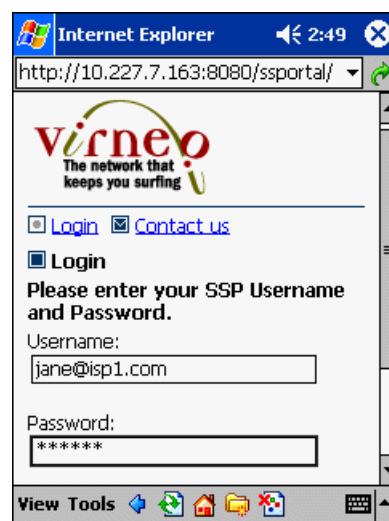 Internet Explorer 2:49
http://10.227.7.163:8080/ssportal/
Virneo
The network that
keeps you surfing
Login Contact us
Login
Please enter your SSP Username
and Password.
Username:
jane@isp1.com
Password:
******
View Tools